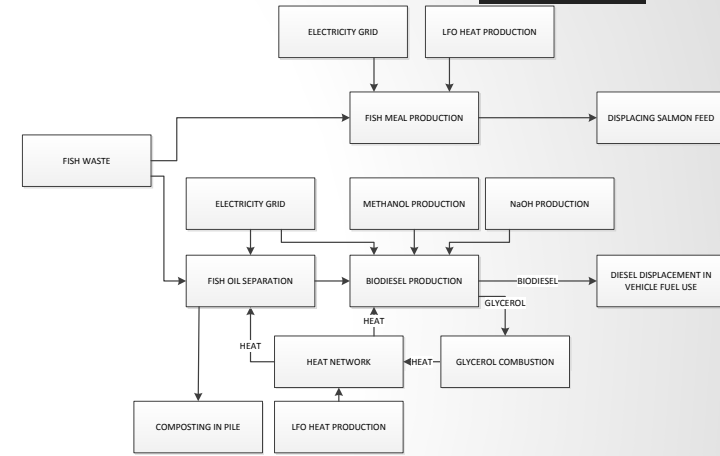 ELECTRICITY GRID
LFO HEAT PRODUCTION
FISH MEAL PRODUCTION
DISPLACING SALMON FEED
FISH WASTE
ELECTRICITY GRID
METHANOL PRODUCTION
NaOH PRODUCTION
FISH OIL SEPARATION
BIODIESEL PRODUCTION
BIODIESEL
DIESEL DISPLACEMENT IN
VEHICLE FUEL USE
GLYCEROL
HEAT
HEAT
HEAT NETWORK
HEAT
GLYCEROL COMBUSTION
COMPOSTING IN PILE
LFO HEAT PRODUCTION